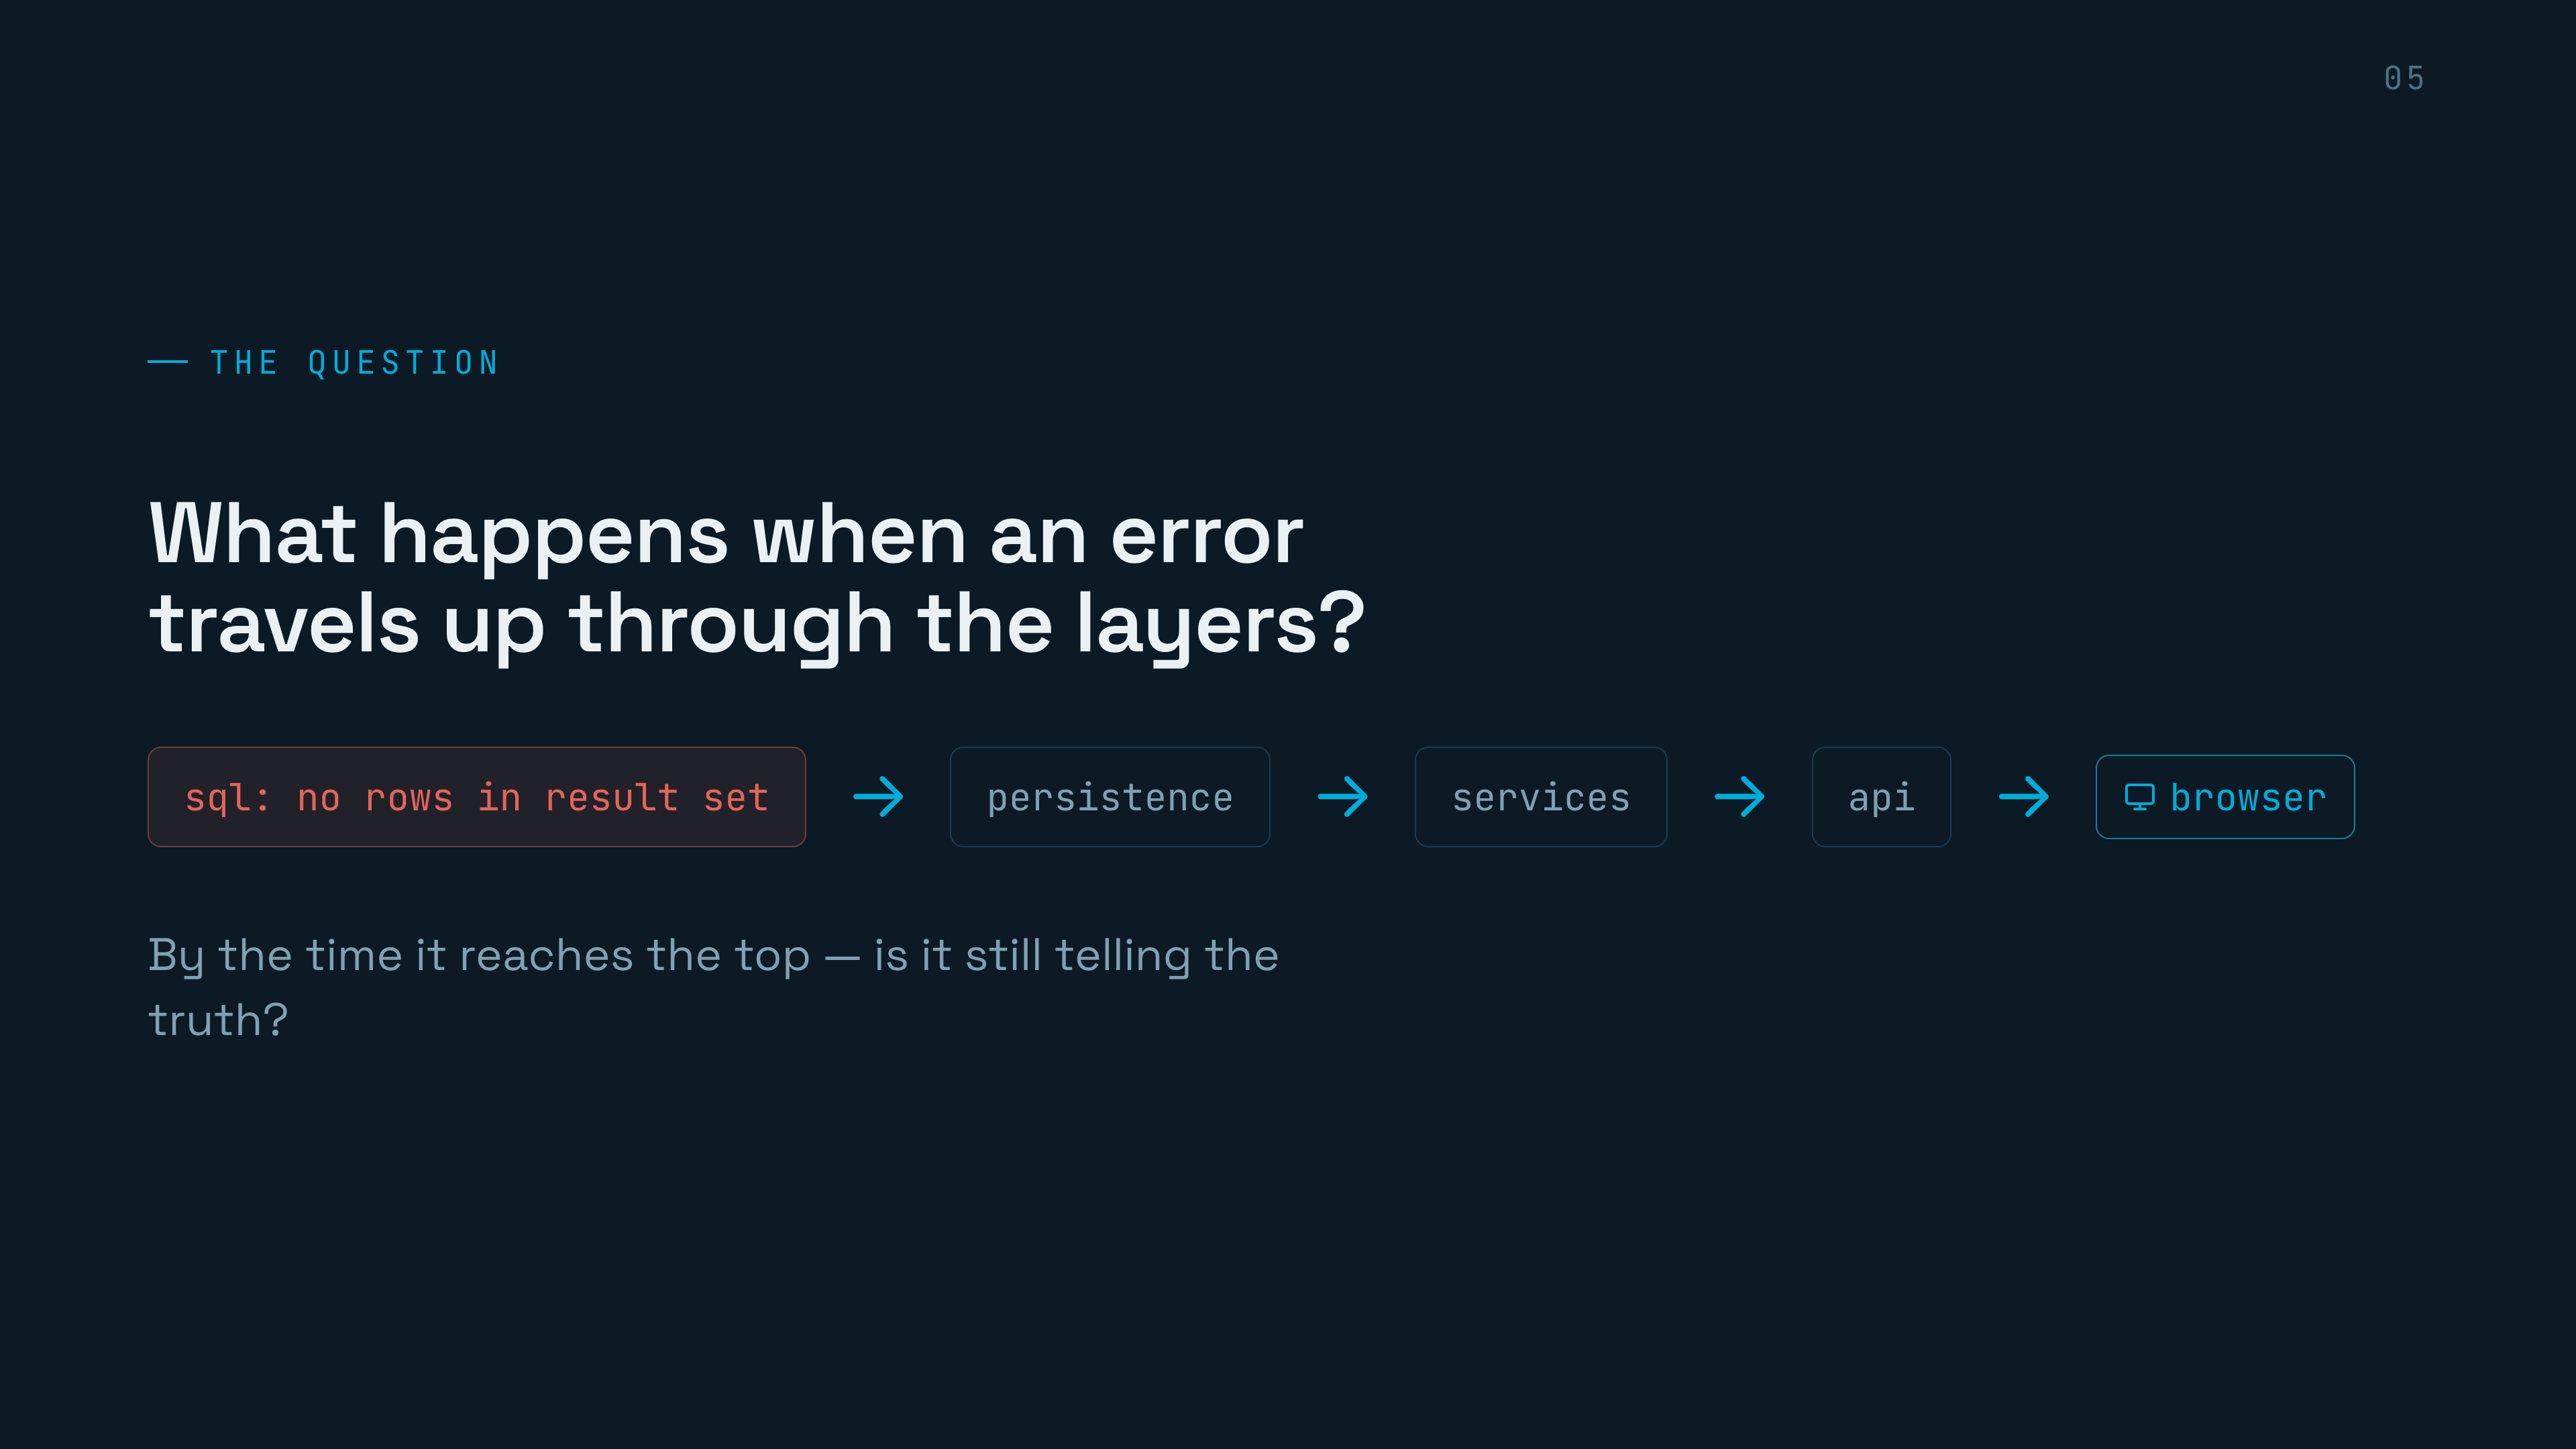 05
THE QUESTION
What happens when an error
travels up through the layers?
sql: no rows in result set → persistence → services → api → browser
By the time it reaches the top — is it still telling the
truth?